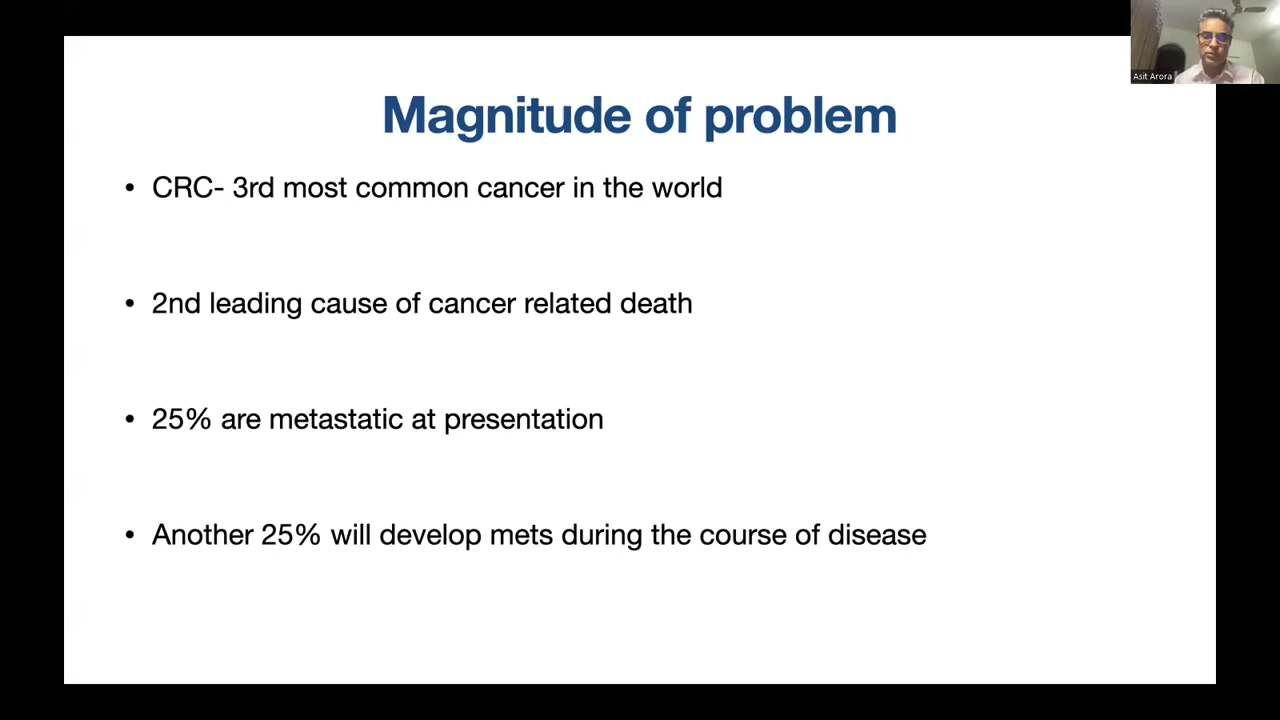 Asit Arora
Magnitude of problem
• CRC- 3rd most common cancer in the world
• 2nd leading cause of cancer related death
• 25% are metastatic at presentation
• Another 25% will develop mets during the course of disease